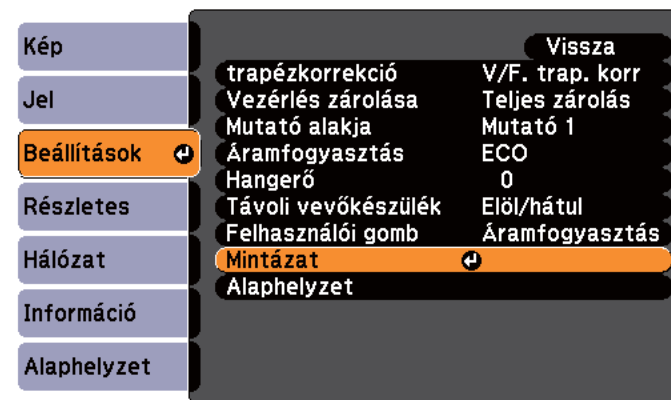 Kép
Jel
Beállítások
Részletes
Hálózat
Információ
Alaphelyzet
Vissza
trapézkorrekció V/F. trap. korr
Vezérlés zárolása Teljes zárolás
Mutató alakja Mutató 1
Áramfogyasztás ECO
Hangerő 0
Távoli vevőkészülék Elöl/hátul
Felhasználói gomb Áramfogyasztás
Mintázat
Alaphelyzet